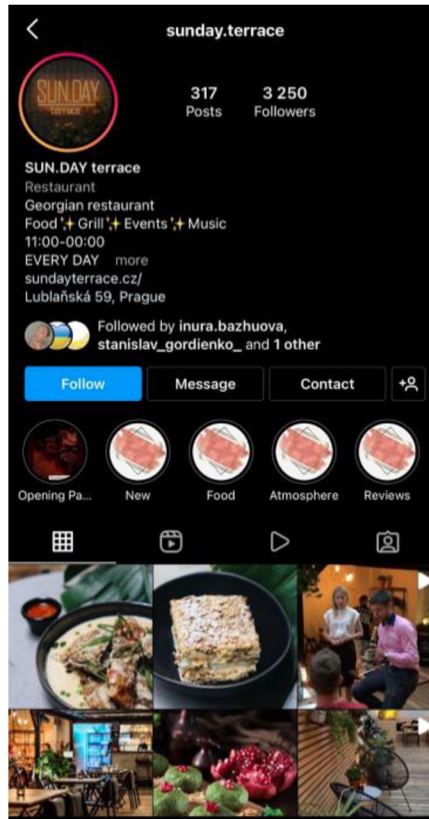 sunday.terrace
SUN.DAY
terrace
317
Posts
3 250
Followers
SUN.DAY terrace
Restaurant
Georgian restaurant
Food✨Grill✨Events✨Music
11:00-00:00
EVERY DAY more
sundayterrace.cz/
Lublaňská 59, Prague
Followed by inura.bazhuova,
stanislav_gordienko_ and 1 other
Follow
Message
Contact
Opening Pa...
New
Food
Atmosphere
Reviews